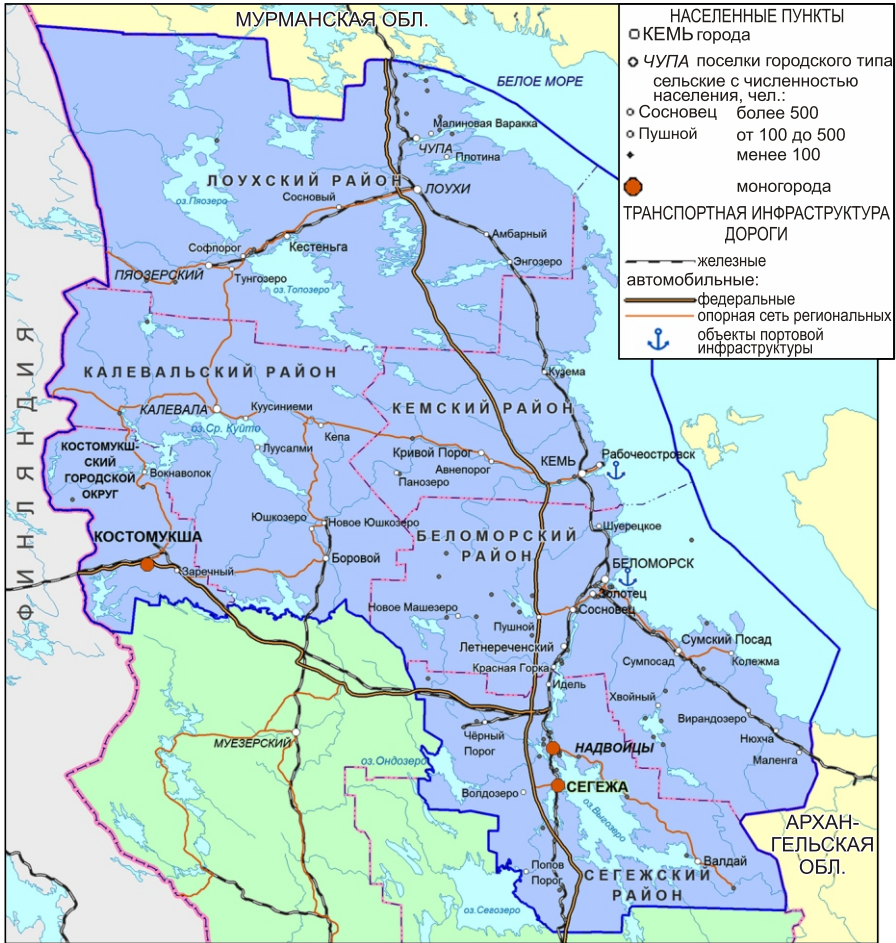 МУРМАНСКАЯ ОБЛ.
БЕЛОЕ МОРЕ
НАСЕЛЕННЫЕ ПУНКТЫ
КЕМЬ города
ЧУПА поселки городского типа
сельские с численностью
населения, чел.:
Сосновец более 500
Пушной от 100 до 500
менее 100
моногорода
ТРАНСПОРТНАЯ ИНФРАСТРУКТУРА
ДОРОГИ
железные
автомобильные:
федеральные
опорная сеть региональных
объекты портовой
инфраструктуры
Малиновая Варакка
ЧУПА
Плотина
ЛОУХСКИЙ РАЙОН
ЛОУХИ
Сосновый
оз.Пяозеро
Амбарный
Софпорог
Кестеньга
Энгозеро
ПЯОЗЕРСКИЙ
Тунгозеро
оз.Топозеро
ФИНЛЯНДИЯ
КАЛЕВАЛЬСКИЙ РАЙОН
Кузема
КАЛЕВАЛА
Куусиниеми
КЕМСКИЙ РАЙОН
оз.Ср. Куйто
Кепа
КОСТОМУКШ-
СКИЙ
ГОРОДСКОЙ
ОКРУГ
Луусалми
Кривой Порог
Авнепорог
КЕМЬ
Рабочеостровск
Вокнаволок
Панозеро
Юшкозеро
Новое Юшкозеро
Шуерецкое
КОСТОМУКША
БЕЛОМОРСКИЙ
РАЙОН
Боровой
БЕЛОМОРСК
Заречный
Золотец
Новое Машезеро
Сосновец
Пушной
Летнереченский
Сумский Посад
Красная Горка
Сумпосад
Колежма
Идель
Хвойный
Вирандозеро
МУЕЗЕРСКИЙ
Чёрный
Порог
НАДВОЙЦЫ
Нюхча
Маленга
оз.Ондозеро
Волдозеро
СЕГЕЖА
оз.Выгозеро
АРХАН-
ГЕЛЬСКАЯ
ОБЛ.
Валдай
Попов
Порог
СЕГЕЖСКИЙ
РАЙОН
оз.Сегозеро